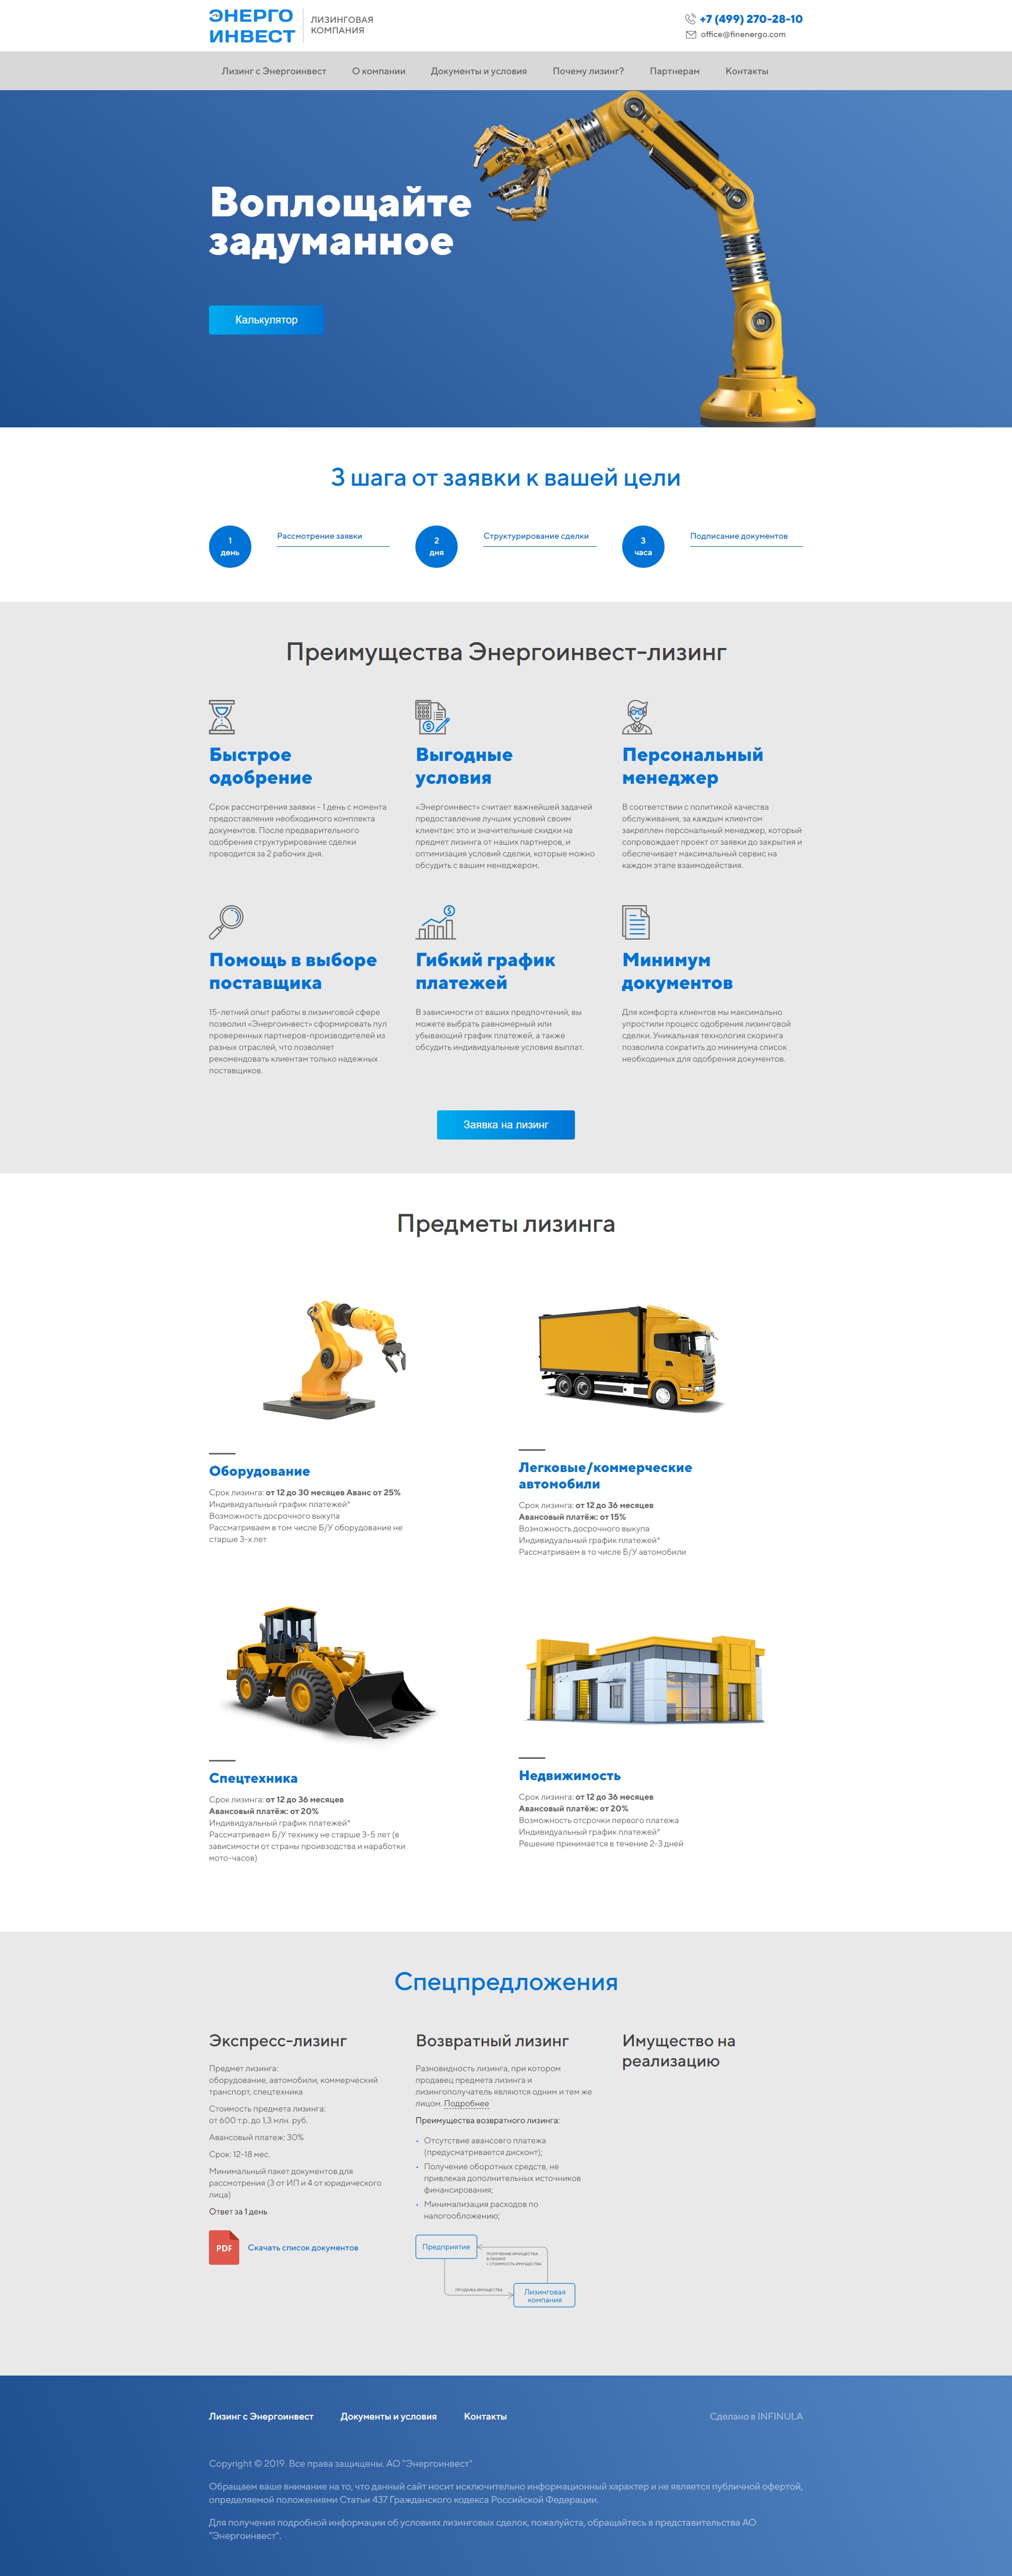 ЭНЕРГО
ИНВЕСТ
ЛИЗИНГОВАЯ
КОМПАНИЯ
+7 (499) 270-28-10
office@finenergo.com
Лизинг с Энергоинвест
О компании
Документы и условия
Почему лизинг?
Партнерам
Контакты
Воплощайте
задуманное
Калькулятор
3 шага от заявки к вашей цели
1
день
Рассмотрение заявки
2
дня
Структурирование сделки
3
часа
Подписание документов
Преимущества Энергоинвест-лизинг
Быстрое
одобрение
Срок рассмотрения заявки – 1 день с момента
предоставления необходимого комплекта
документов. После предварительного
одобрения структурирование сделки
проводится за 2 рабочих дня.
Выгодные
условия
«Энергоинвест» считает важнейшей задачей
предоставление лучших условий своим
клиентам: это и значительные скидки на
предмет лизинга от наших партнеров, и
оптимизация условий сделки, которые можно
обсудить с вашим менеджером.
Персональный
менеджер
В соответствии с политикой качества
обслуживания, за каждым клиентом
закреплен персональный менеджер, который
сопровождает проект от заявки до закрытия и
обеспечивает максимальный сервис на
каждом этапе взаимодействия.
Помощь в выборе
поставщика
15-летний опыт работы в лизинговой сфере
позволил «Энергоинвест» сформировать пул
проверенных партнеров-производителей из
разных отраслей, что позволяет
рекомендовать клиентам только надежных
поставщиков.
Гибкий график
платежей
В зависимости от ваших предпочтений, вы
можете выбрать равномерный или
убывающий график платежей, а также
обсудить индивидуальные условия выплат.
Минимум
документов
Для комфорта клиентов мы максимально
упростили процесс одобрения лизинговой
сделки. Уникальная технология скоринга
позволила сократить до минимума список
необходимых для одобрения документов.
Заявка на лизинг
Предметы лизинга
Оборудование
Срок лизинга: от 12 до 30 месяцев Аванс от 25%
Индивидуальный график платежей*
Возможность досрочного выкупа
Рассматриваем в том числе Б/У оборудование не
старше 3-х лет
Легковые/коммерческие
автомобили
Срок лизинга: от 12 до 36 месяцев
Авансовый платёж: от 15%
Возможность досрочного выкупа
Индивидуальный график платежей*
Рассматриваем в то числе Б/У автомобили
Спецтехника
Срок лизинга: от 12 до 36 месяцев
Авансовый платёж: от 20%
Индивидуальный график платежей*
Рассматриваем Б/У технику не старше 3-5 лет (в
зависимости от страны проивзодства и наработки
мото-часов)
Недвижимость
Срок лизинга: от 12 до 36 месяцев
Авансовый платёж: от 20%
Возможность отсрочки первого платежа
Индивидуальный график платежей*
Решение принимается в течение 2-3 дней
Спецпредложения
Экспресс-лизинг
Предмет лизинга:
оборудование, автомобили, коммерческий
транспорт, спецтехника
Стоимость предмета лизинга:
от 600 т.р. до 1,3 млн. руб.
Авансовый платеж: 30%
Срок: 12-18 мес.
Минимальный пакет документов для
рассмотрения (3 от ИП и 4 от юридического
лица)
Ответ за 1 день
PDF
Скачать список документов
Возвратный лизинг
Разновидность лизинга, при котором
продавец предмета лизинга и
лизингополучатель являются одним и тем же
лицом. Подробнее
Преимущества возвратного лизинга:
• Отсутствие авансовго платежа
(предусматривается дисконт);
• Получение оборотных средств, не
привлекая дополнительных источников
финансирования;
• Минимализация расходов по
налогообложению;
Предприятие
ПОЛУЧЕНИЕ ИМУЩЕСТВА
В ЛИЗИНГ
+ СТОИМОСТЬ ИМУЩЕСТВА
ПРОДАЖА ИМУЩЕСТВА
Лизинговая
компания
Имущество на
реализацию
Лизинг с Энергоинвест
Документы и условия
Контакты
Сделано в INFINULA
Copyright © 2019. Все права защищены. АО "Энергоинвест"
Обращаем ваше внимание на то, что данный сайт носит исключительно информационный характер и не является публичной офертой,
определяемой положениями Статьи 437 Гражданского кодекса Российской Федерации.
Для получения подробной информации об условиях лизинговых сделок, пожалуйста, обращайтесь в представительства АО
"Энергоинвест".